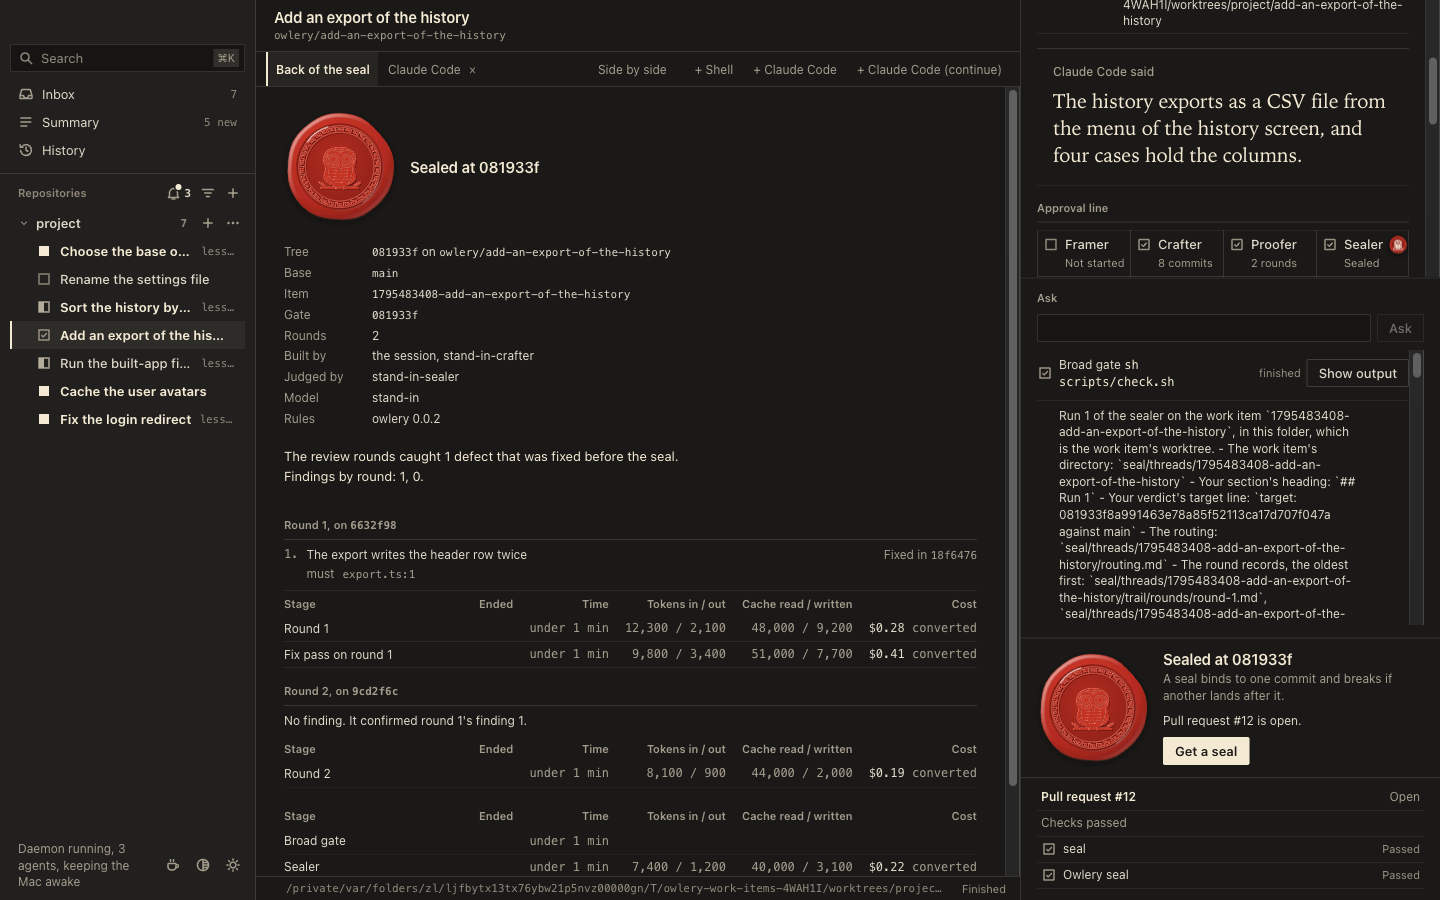 Search ⌘K
Inbox 7
Summary 5 new
History
Repositories 3
project 7
Choose the base o... less...
Rename the settings file
Sort the history by... less...
Add an export of the his...
Run the built-app fi... less...
Cache the user avatars
Fix the login redirect less...
Daemon running, 3
agents, keeping the
Mac awake
Add an export of the history
owlery/add-an-export-of-the-history
Back of the seal Claude Code × Side by side + Shell + Claude Code + Claude Code (continue)
Sealed at 081933f
Tree 081933f on owlery/add-an-export-of-the-history
Base main
Item 1795483408-add-an-export-of-the-history
Gate 081933f
Rounds 2
Built by the session, stand-in-crafter
Judged by stand-in-sealer
Model stand-in
Rules owlery 0.0.2
The review rounds caught 1 defect that was fixed before the seal.
Findings by round: 1, 0.
Round 1, on 6632f98
1. The export writes the header row twice Fixed in 18f6476
must export.ts:1
Stage Ended Time Tokens in / out Cache read / written Cost
Round 1 under 1 min 12,300 / 2,100 48,000 / 9,200 $0.28 converted
Fix pass on round 1 under 1 min 9,800 / 3,400 51,000 / 7,700 $0.41 converted
Round 2, on 9cd2f6c
No finding. It confirmed round 1's finding 1.
Stage Ended Time Tokens in / out Cache read / written Cost
Round 2 under 1 min 8,100 / 900 44,000 / 2,000 $0.19 converted
Stage Ended Time Tokens in / out Cache read / written Cost
Broad gate under 1 min
Sealer under 1 min 7,400 / 1,200 40,000 / 3,100 $0.22 converted
/private/var/folders/zl/ljfbytx13tx76ybw21p5nvz00000gn/T/owlery-work-items-4WAH1I/worktrees/projec... Finished
4WAH1I/worktrees/project/add-an-export-of-the-
history
Claude Code said
The history exports as a CSV file from
the menu of the history screen, and
four cases hold the columns.
Approval line
Framer Crafter Proofer Sealer
Not started 8 commits 2 rounds Sealed
Ask
Ask
Broad gate sh
scripts/check.sh finished Show output
Run 1 of the sealer on the work item `1795483408-
add-an-export-of-the-history`, in this folder, which
is the work item's worktree. - The work item's
directory: `seal/threads/1795483408-add-an-
export-of-the-history` - Your section's heading: `##
Run 1` - Your verdict's target line: `target:
081933f8a991463e78a85f52113ca17d707f047a
against main` - The routing:
`seal/threads/1795483408-add-an-export-of-the-
history/routing.md` - The round records, the oldest
first: `seal/threads/1795483408-add-an-export-of-
the-history/trail/rounds/round-1.md`,
`seal/threads/1795483408-add-an-export-of-the-
Sealed at 081933f
A seal binds to one commit and breaks if
another lands after it.
Pull request #12 is open.
Get a seal
Pull request #12 Open
Checks passed
seal Passed
Owlery seal Passed